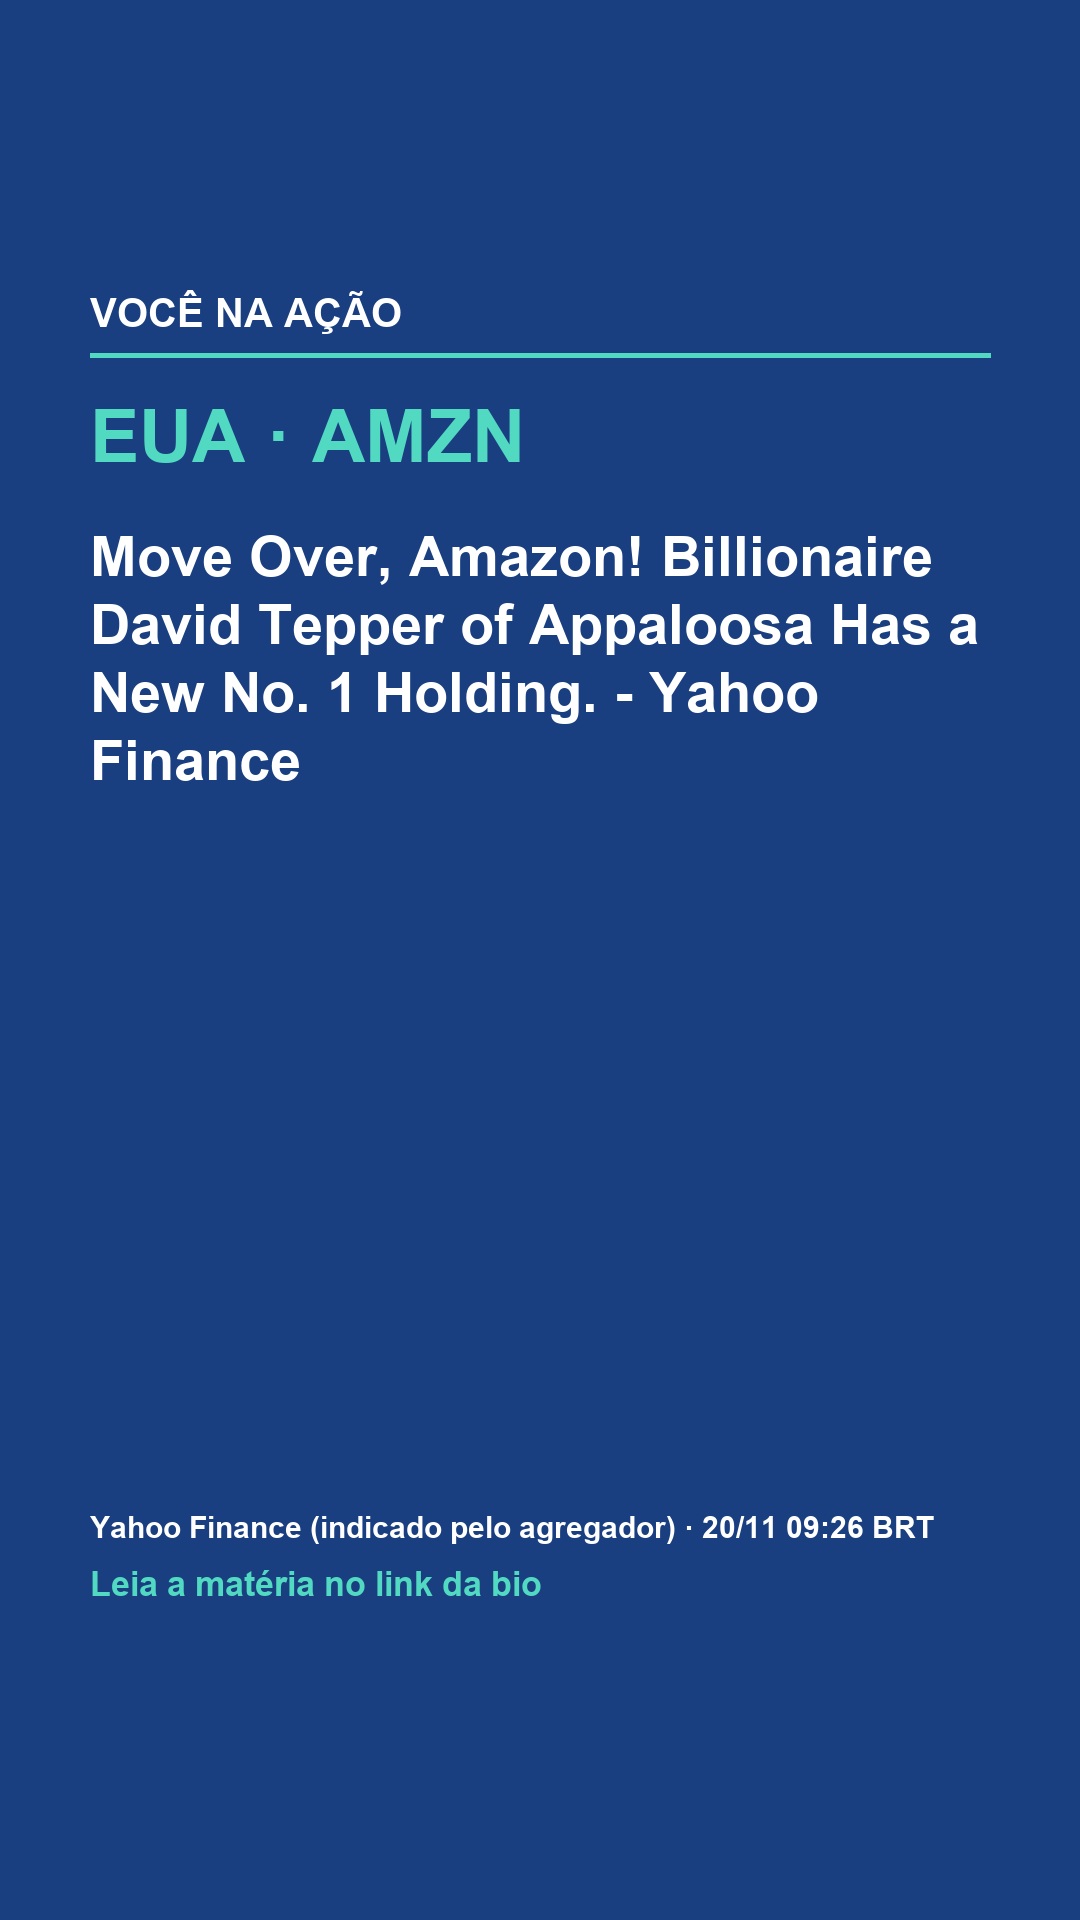 VOCÊ NA AÇÃO
EUA · AMZN
Move Over, Amazon! Billionaire
David Tepper of Appaloosa Has a
New No. 1 Holding. - Yahoo
Finance
Yahoo Finance (indicado pelo agregador) · 20/11 09:26 BRT
Leia a matéria no link da bio